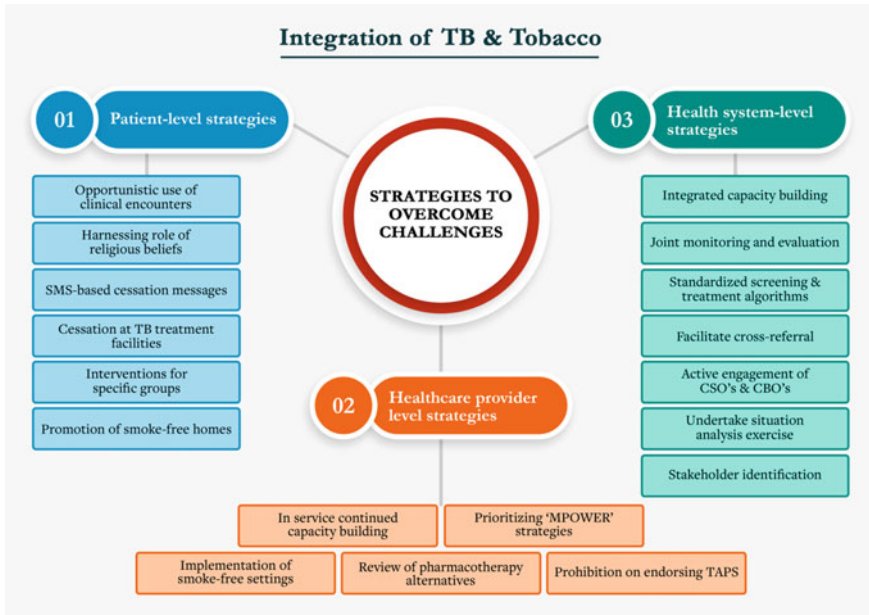 Integration of TB & Tobacco
01
Patient-level strategies
Opportunistic use of
clinical encounters
Harnessing role of
religious beliefs
SMS-based cessation messages
Cessation at TB treatment
facilities
Interventions for
specific groups
Promotion of smoke-free homes
STRATEGIES TO
OVERCOME
CHALLENGES
02
Healthcare provider
level strategies
In service continued
capacity building
Prioritizing ‘MPOWER’
strategies
Implementation of
smoke-free settings
Review of pharmacotherapy
alternatives
Prohibition on endorsing TAPS
03
Health system-level
strategies
Integrated capacity building
Joint monitoring and evaluation
Standardized screening &
treatment algorithms
Facilitate cross-referral
Active engagement of
CSO’s & CBO’s
Undertake situation
analysis exercise
Stakeholder identification